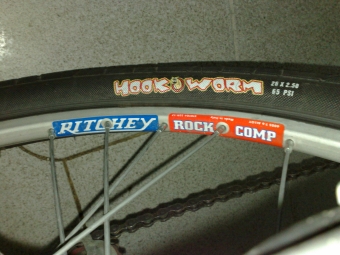 HOOKWORM 26 X 2.50
65 PSI
RITCHEY ROCK COMP